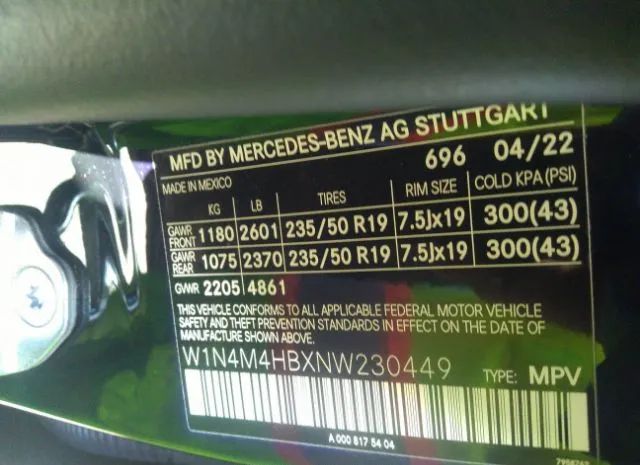 MFD BY MERCEDES-BENZ AG STUTTGART
696 04/22
MADE IN MEXICO
KG LB TIRES RIM SIZE COLD KPA (PSI)
GAWR FRONT 1180 2601 235/50 R19 7.5Jx19 300(43)
GAWR REAR 1075 2370 235/50 R19 7.5Jx19 300(43)
GVWR 2205 4861
THIS VEHICLE CONFORMS TO ALL APPLICABLE FEDERAL MOTOR VEHICLE
SAFETY AND THEFT PREVENTION STANDARDS IN EFFECT ON THE DATE OF
MANUFACTURE SHOWN ABOVE.
W1N4M4HBXNW230449 TYPE: MPV
A 000 817 54 04